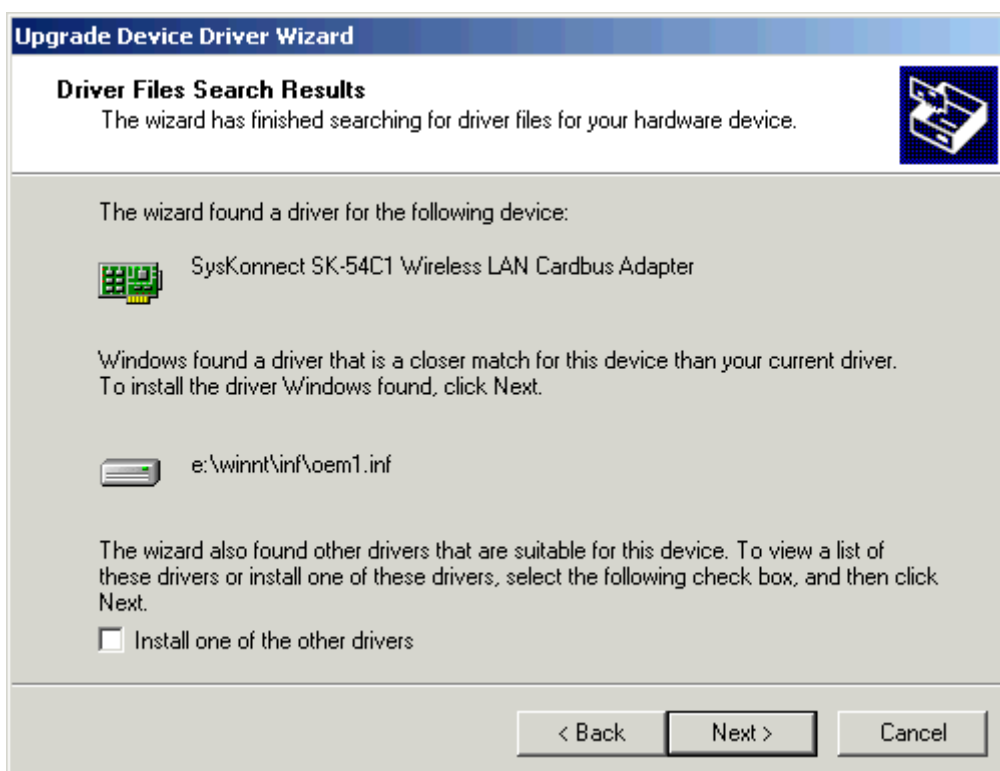 Upgrade Device Driver Wizard
Driver Files Search Results
The wizard has finished searching for driver files for your hardware device.
The wizard found a driver for the following device:
SysKonnect SK-54C1 Wireless LAN Cardbus Adapter
Windows found a driver that is a closer match for this device than your current driver.
To install the driver Windows found, click Next.
e:\winnt\inf\oem1.inf
The wizard also found other drivers that are suitable for this device. To view a list of
these drivers or install one of these drivers, select the following check box, and then click
Next.
Install one of the other drivers
< Back
Next >
Cancel